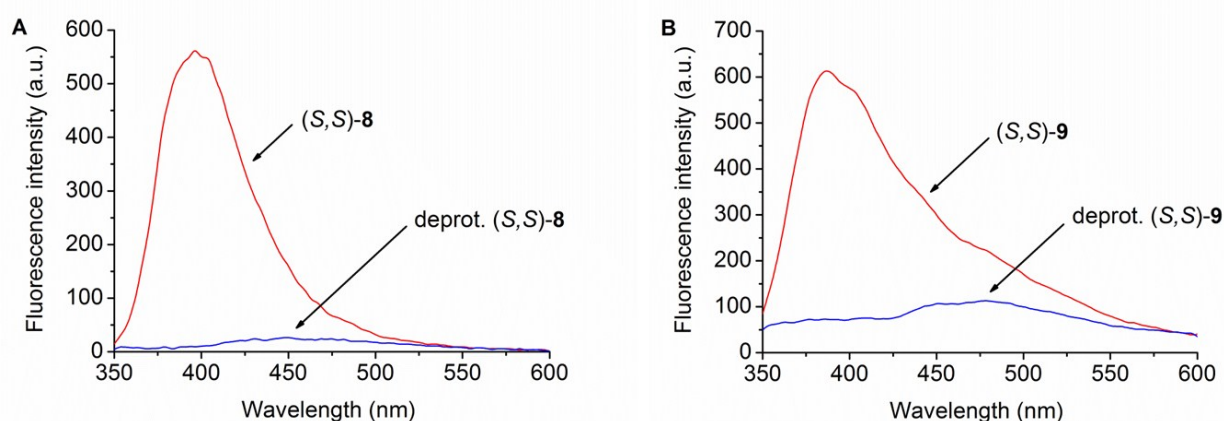 A
Fluorescence intensity (a.u.)
600
500
400
300
200
100
0
(S,S)-8
deprot. (S,S)-8
350 400 450 500 550 600
Wavelength (nm)
B
Fluorescence intensity (a.u.)
700
600
500
400
300
200
100
0
(S,S)-9
deprot. (S,S)-9
350 400 450 500 550 600
Wavelength (nm)